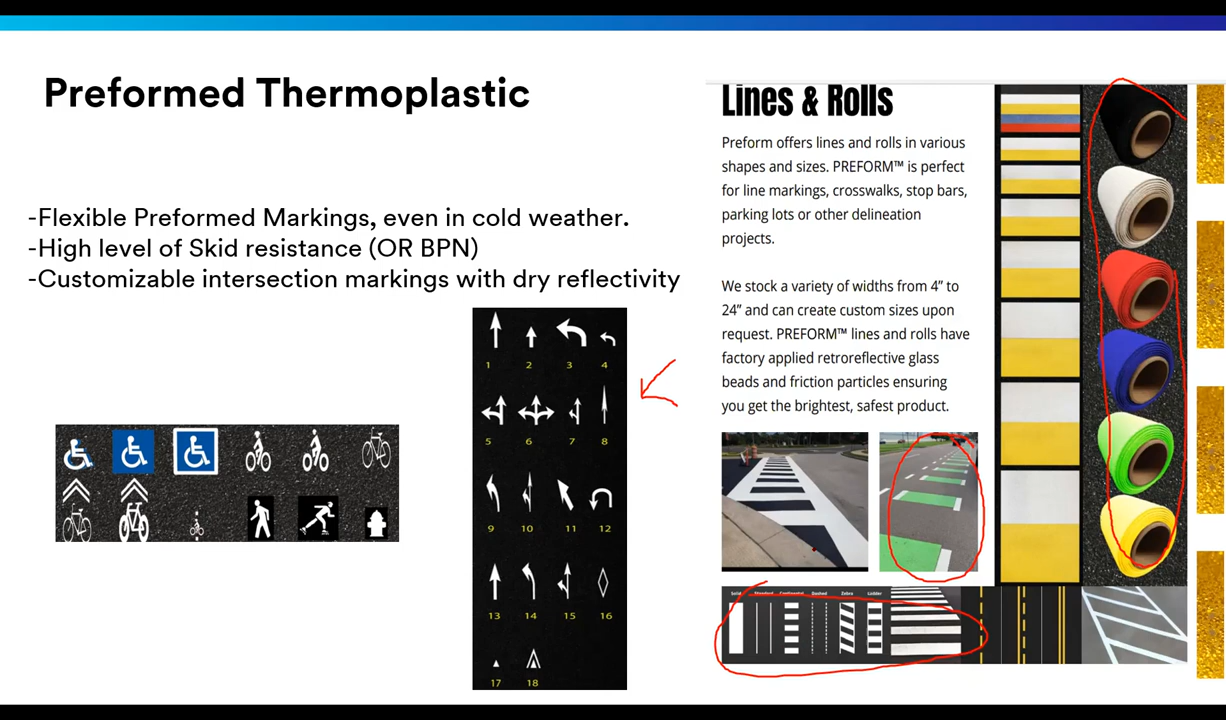 Preformed Thermoplastic
-Flexible Preformed Markings, even in cold weather.
-High level of Skid resistance (OR BPN)
-Customizable intersection markings with dry reflectivity
1 2 3 4
5 6 7 8
9 10 11 12
13 14 15 16
17 18
Lines & Rolls
Preform offers lines and rolls in various
shapes and sizes. PREFORM™ is perfect
for line markings, crosswalks, stop bars,
parking lots or other delineation
projects.
We stock a variety of widths from 4” to
24” and can create custom sizes upon
request. PREFORM™ lines and rolls have
factory applied retroreflective glass
beads and friction particles ensuring
you get the brightest, safest product.
Solid Standard Continental Dashed Zebra Ladder